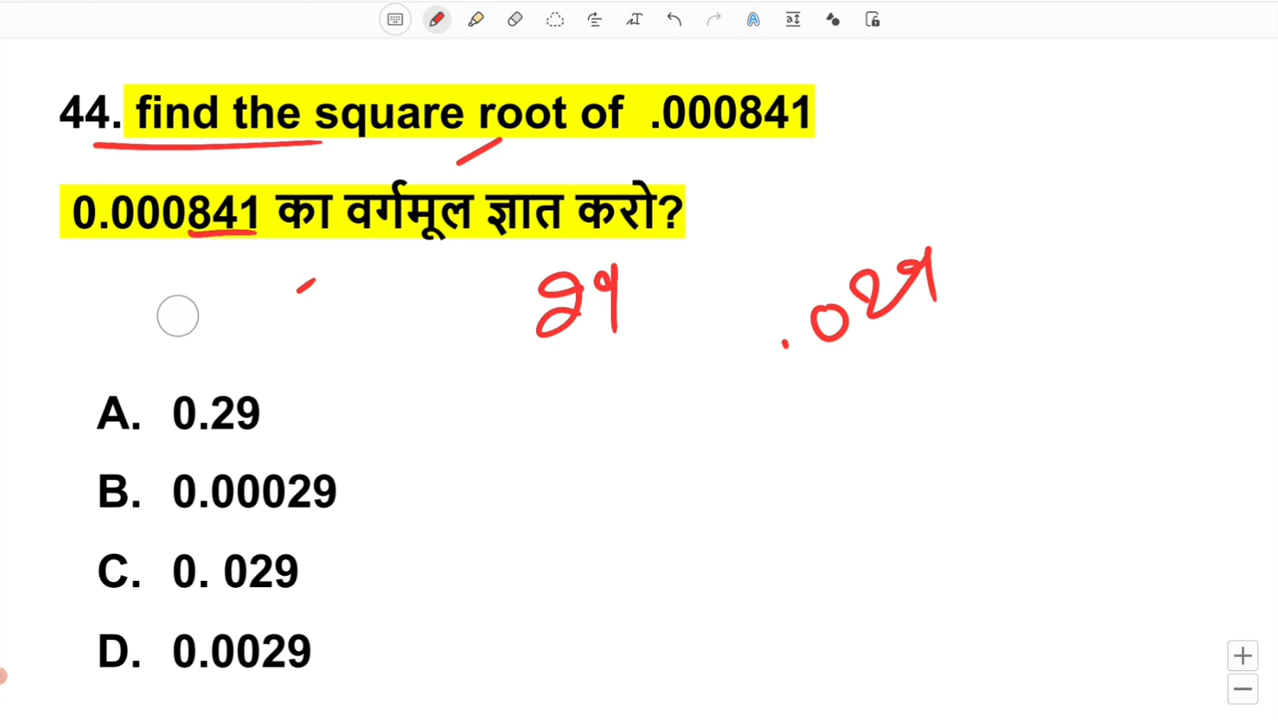 44. find the square root of .000841
0.000841 का वर्गमूल ज्ञात करो?
29
.029
A. 0.29
B. 0.00029
C. 0. 029
D. 0.0029